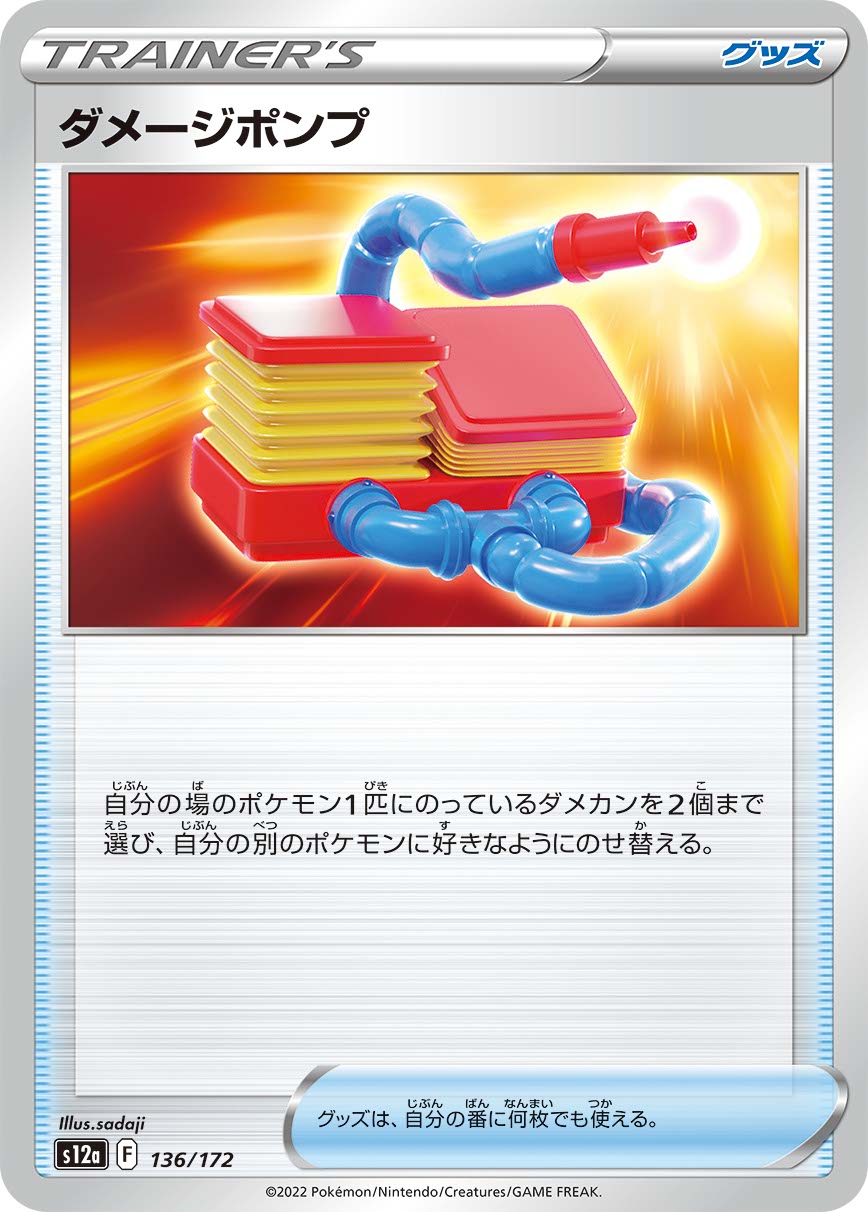 TRAINER'S
グッズ
ダメージポンプ
自分の場のポケモン1匹にのっているダメカンを2個まで
選び、自分の別のポケモンに好きなようにのせ替える。
Illus.sadaji
グッズは、自分の番に何枚でも使える。
s12a F 136/172
©2022 Pokémon/Nintendo/Creatures/GAME FREAK.